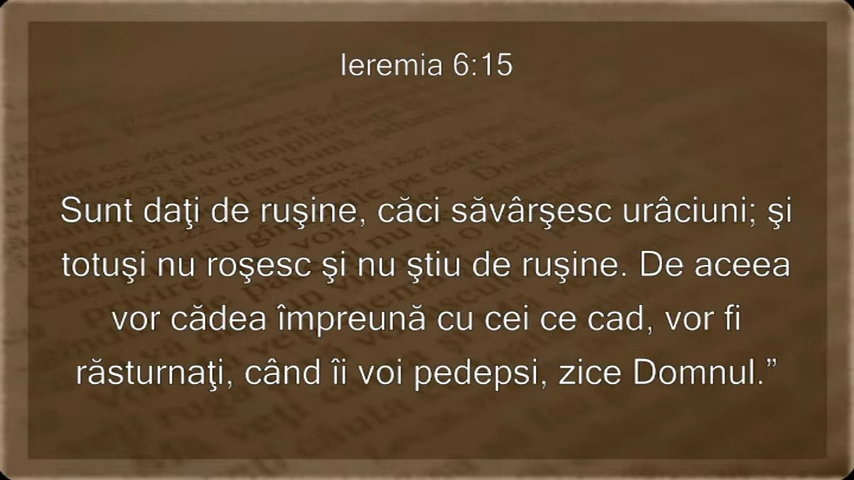 Ieremia 6:15
Sunt daţi de ruşine, căci săvârşesc urâciuni; şi
totuşi nu roşesc şi nu ştiu de ruşine. De aceea
vor cădea împreună cu cei ce cad, vor fi
răsturnaţi, când îi voi pedepsi, zice Domnul.”